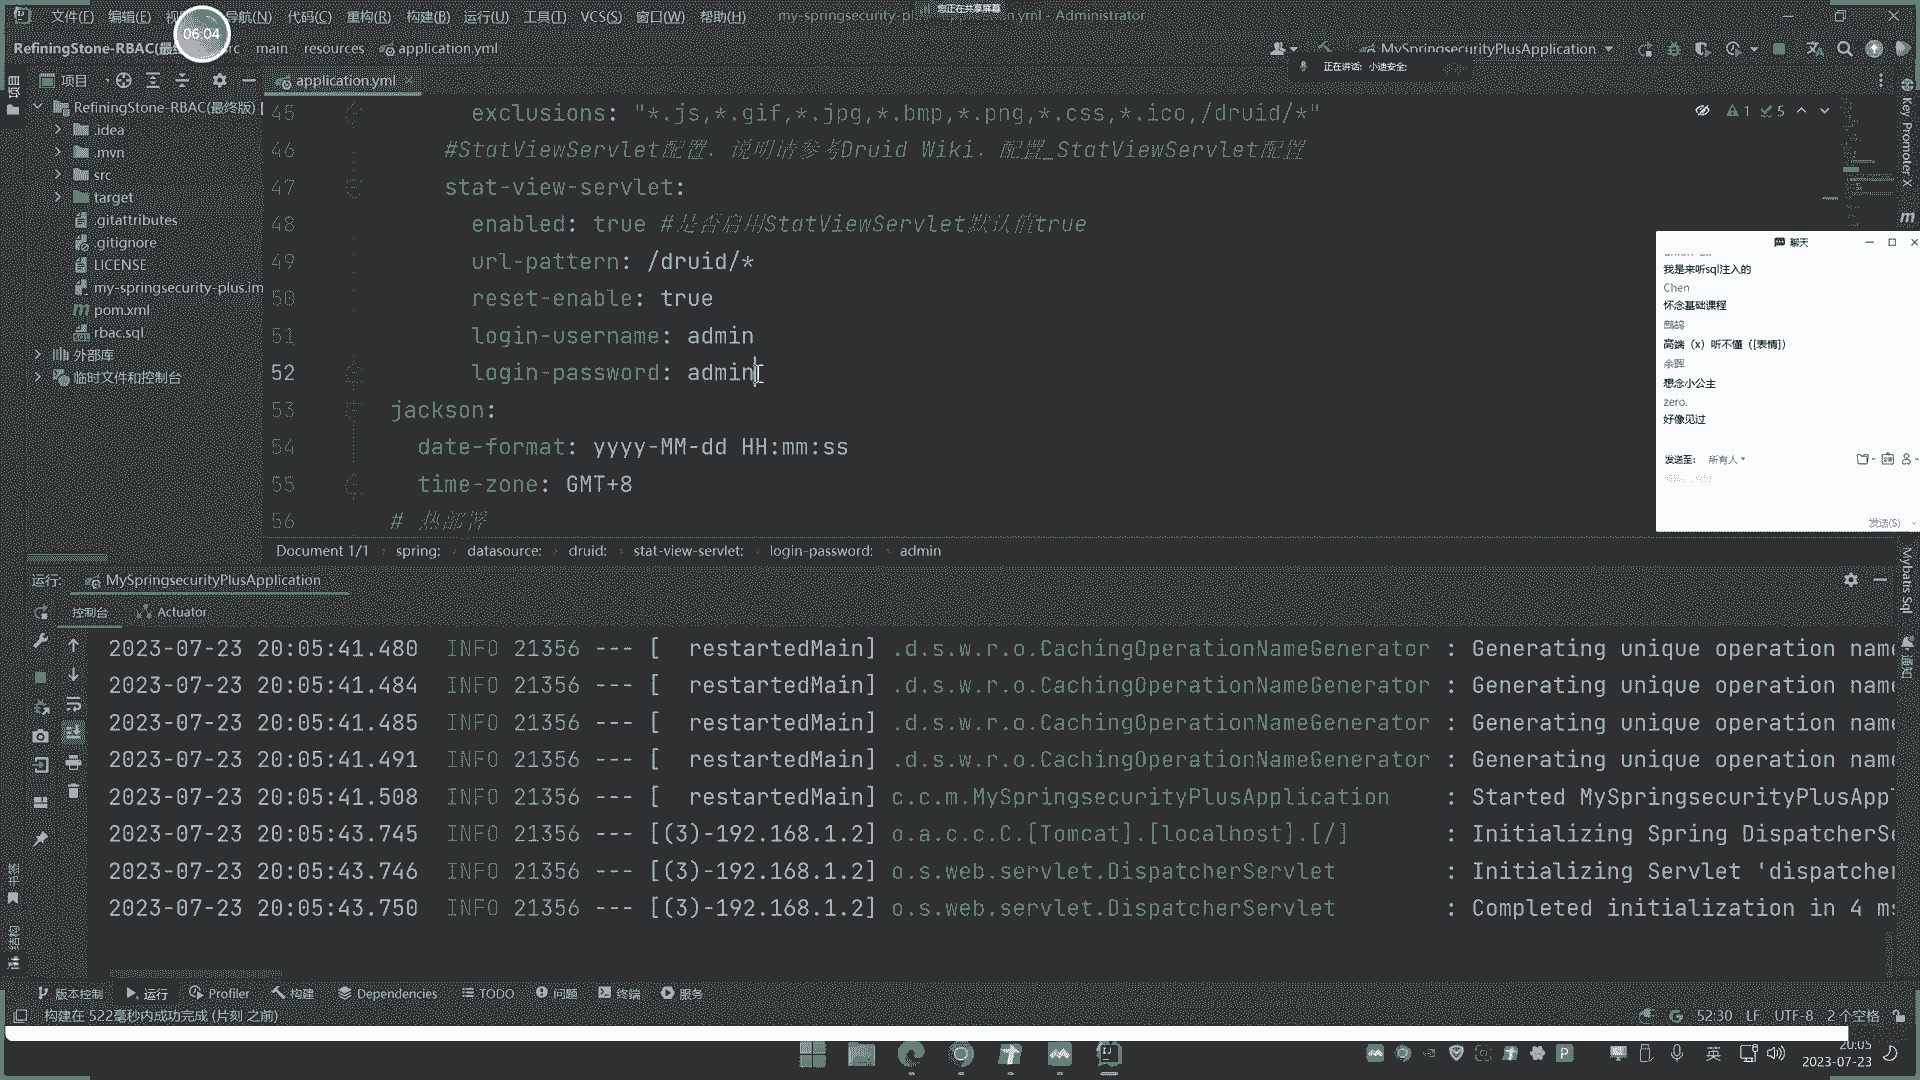 文件(F) 编辑(E) 导航(N) 代码(C) 重构(R) 构建(B) 运行(U) 工具(T) VCS(S) 窗口(W) 帮助(H) - Administrator
您正在共享屏幕
06:04
main resources application.yml
MySpringsecurityPlusApplication
正在讲话: 小迪安全;
项目
application.yml
RefiningStone-RBAC(最终版)
.idea
.mvn
src
target
.gitattributes
.gitignore
LICENSE
my-springsecurity-plus.im
pom.xml
rbac.sql
外部库
临时文件和控制台
45 exclusions: "*.js,*.gif,*.jpg,*.bmp,*.png,*.css,*.ico,/druid/*"
46 #StatViewServlet配置，说明请参考Druid Wiki，配置_StatViewServlet配置
47 stat-view-servlet:
48 enabled: true #是否启用StatViewServlet默认值true
49 url-pattern: /druid/*
50 reset-enable: true
51 login-username: admin
52 login-password: admin
53 jackson:
54 date-format: yyyy-MM-dd HH:mm:ss
55 time-zone: GMT+8
56 # 热部署
1 5
Key Promoter X
聊天
我是来听sql注入的
Chen
怀念基础课程
高端（x）听不懂（[表情]）
余辉
想念小公主
zero.
好像见过
发送至: 所有人
发送(S)
Document 1/1 spring: datasource: druid: stat-view-servlet: login-password: admin
运行: MySpringsecurityPlusApplication
控制台 Actuator
Mybatis Sql
通知
2023-07-23 20:05:41.480 INFO 21356 --- [ restartedMain] .d.s.w.r.o.CachingOperationNameGenerator : Generating unique operation name
2023-07-23 20:05:41.484 INFO 21356 --- [ restartedMain] .d.s.w.r.o.CachingOperationNameGenerator : Generating unique operation name
2023-07-23 20:05:41.485 INFO 21356 --- [ restartedMain] .d.s.w.r.o.CachingOperationNameGenerator : Generating unique operation name
2023-07-23 20:05:41.491 INFO 21356 --- [ restartedMain] .d.s.w.r.o.CachingOperationNameGenerator : Generating unique operation name
2023-07-23 20:05:41.508 INFO 21356 --- [ restartedMain] c.c.m.MySpringsecurityPlusApplication : Started MySpringsecurityPlusAppl
2023-07-23 20:05:43.745 INFO 21356 --- [(3)-192.168.1.2] o.a.c.c.C.[Tomcat].[localhost].[/] : Initializing Spring DispatcherSe
2023-07-23 20:05:43.746 INFO 21356 --- [(3)-192.168.1.2] o.s.web.servlet.DispatcherServlet : Initializing Servlet 'dispatcher
2023-07-23 20:05:43.750 INFO 21356 --- [(3)-192.168.1.2] o.s.web.servlet.DispatcherServlet : Completed initialization in 4 ms
书签
结构
版本控制 运行 Profiler 构建 Dependencies TODO 问题 终端 服务
构建在 522毫秒内成功完成 (片刻 之前)
52:30 LF UTF-8 2 个空格
英
20:05
2023-07-23